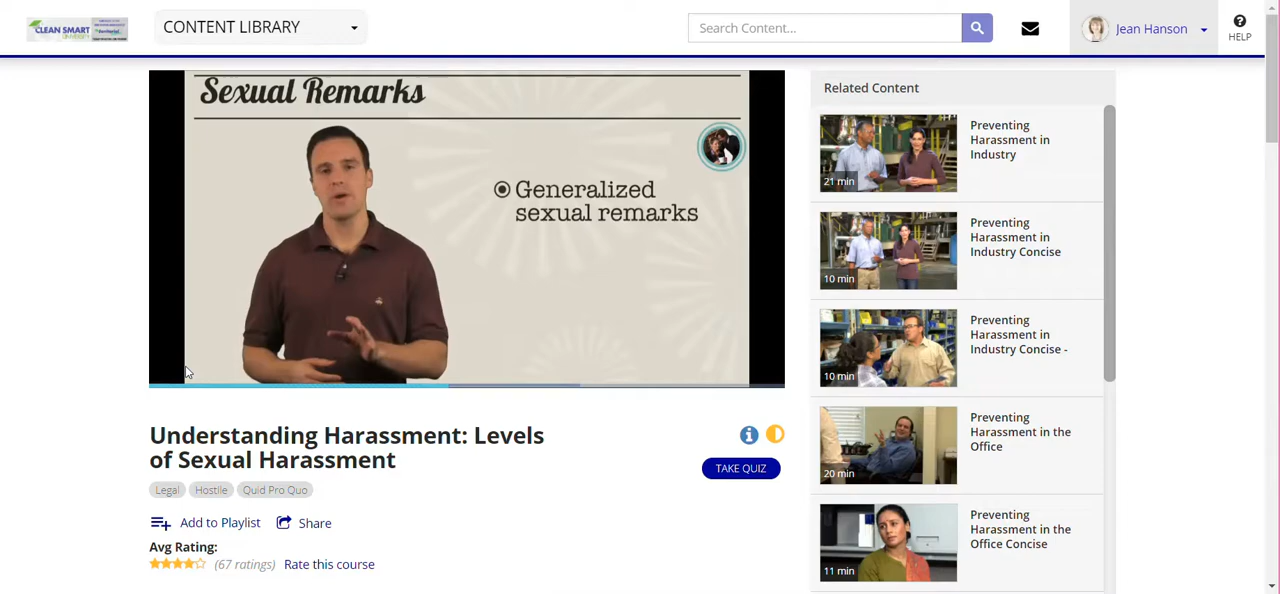 CLEAN SMART
CONTENT LIBRARY
Search Content...
Jean Hanson
HELP
Sexual Remarks
Generalized
sexual remarks
Understanding Harassment: Levels
of Sexual Harassment
TAKE QUIZ
Legal
Hostile
Quid Pro Quo
Add to Playlist
Share
Avg Rating:
(67 ratings)
Rate this course
Related Content
Preventing
Harassment in
Industry
21 min
Preventing
Harassment in
Industry Concise
10 min
Preventing
Harassment in
Industry Concise -
10 min
Preventing
Harassment in the
Office
20 min
Preventing
Harassment in the
Office Concise
11 min